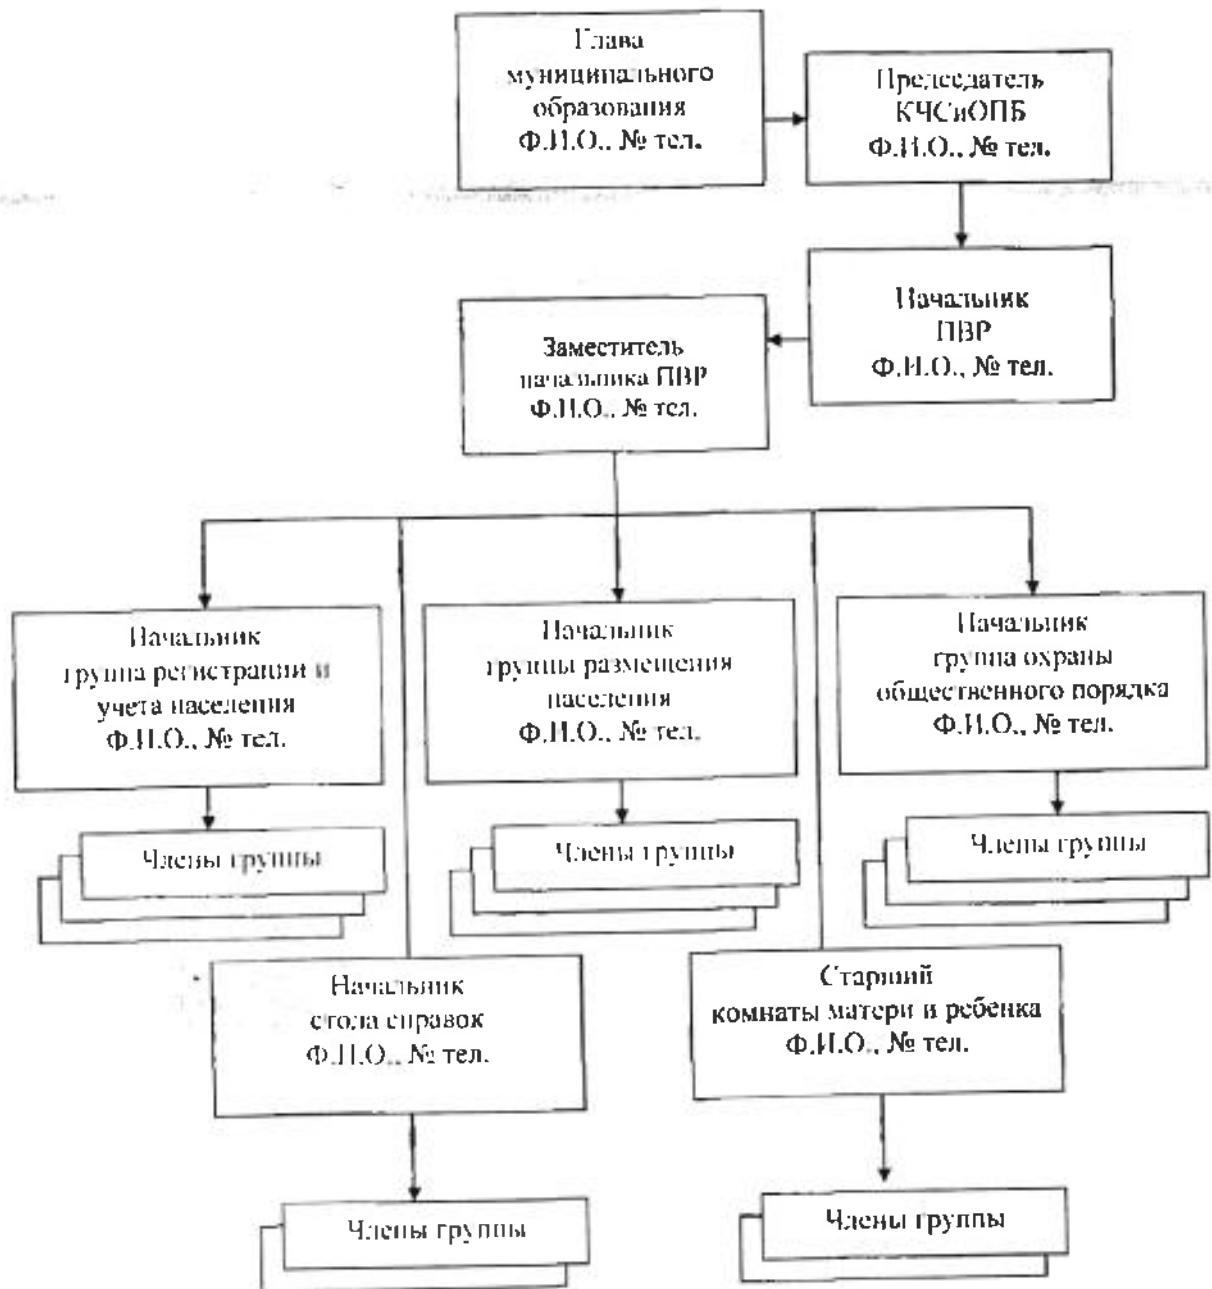 Глава
муниципального
образования
Ф.И.О., № тел.
Председатель
КЧСиОПБ
Ф.И.О., № тел.
Начальник
ПВР
Ф.И.О., № тел.
Заместитель
начальника ПВР
Ф.И.О., № тел.
Начальник
группа регистрации и
учета населения
Ф.И.О., № тел.
Начальник
группы размещения
населения
Ф.И.О., № тел.
Начальник
группа охраны
общественного порядка
Ф.И.О., № тел.
Члены группы
Члены группы
Члены группы
Начальник
стола справок
Ф.И.О., № тел.
Старший
комнаты матери и ребенка
Ф.И.О., № тел.
Члены группы
Члены группы